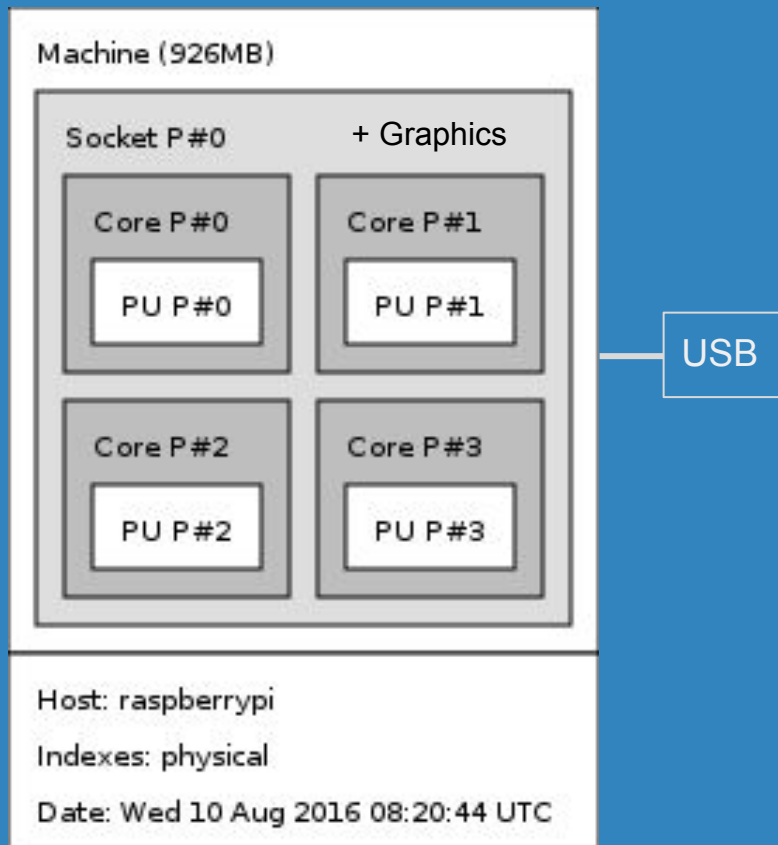 Machine (926MB)
Socket P#0 + Graphics
Core P#0 Core P#1
PU P#0 PU P#1
USB
Core P#2 Core P#3
PU P#2 PU P#3
Host: raspberrypi
Indexes: physical
Date: Wed 10 Aug 2016 08:20:44 UTC